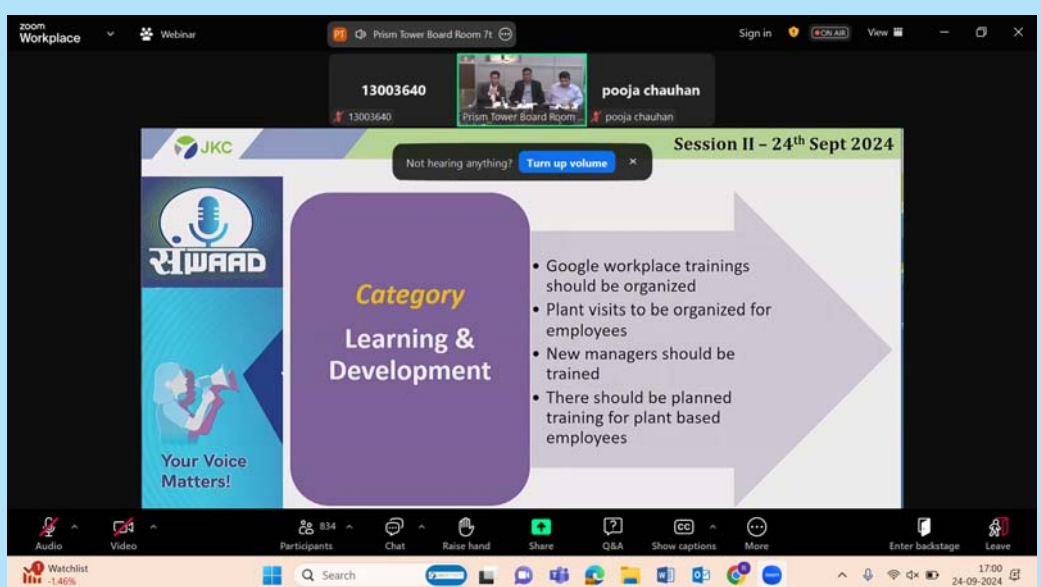 zoom
Workplace
Webinar
PT
Prism Tower Board Room 7t
Sign in
ON AIR
View
13003640
13003640
Prism Tower Board Room ...
pooja chauhan
pooja chauhan
JKC
Session II – 24th Sept 2024
Not hearing anything?
Turn up volume
संवाAAD
Category
Learning &
Development
• Google workplace trainings
should be organized
• Plant visits to be organized for
employees
• New managers should be
trained
• There should be planned
training for plant based
employees
Your Voice
Matters!
Audio
Video
834
Participants
Chat
Raise hand
Share
Q&A
CC
Show captions
More
Enter backstage
Leave
1
Watchlist
-1.46%
Search
17:00
24-09-2024